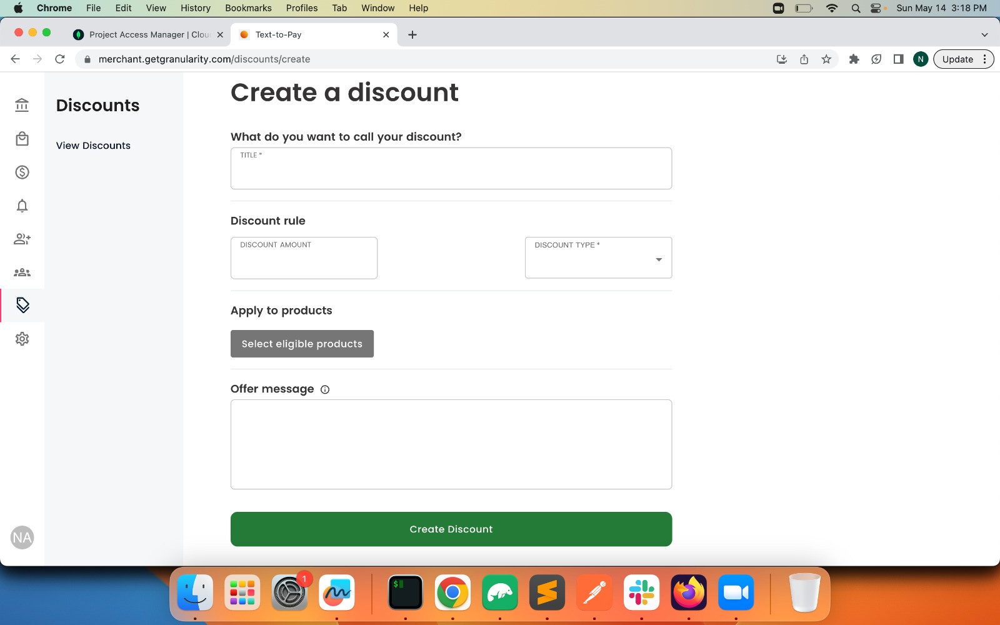 Chrome File Edit View History Bookmarks Profiles Tab Window Help Sun May 14 3:18 PM
Project Access Manager | Clou Text-to-Pay
merchant.getgranularity.com/discounts/create N Update
Discounts
View Discounts
NA
Create a discount
What do you want to call your discount?
TITLE *
Discount rule
DISCOUNT AMOUNT DISCOUNT TYPE *
Apply to products
Select eligible products
Offer message
Create Discount
1
$